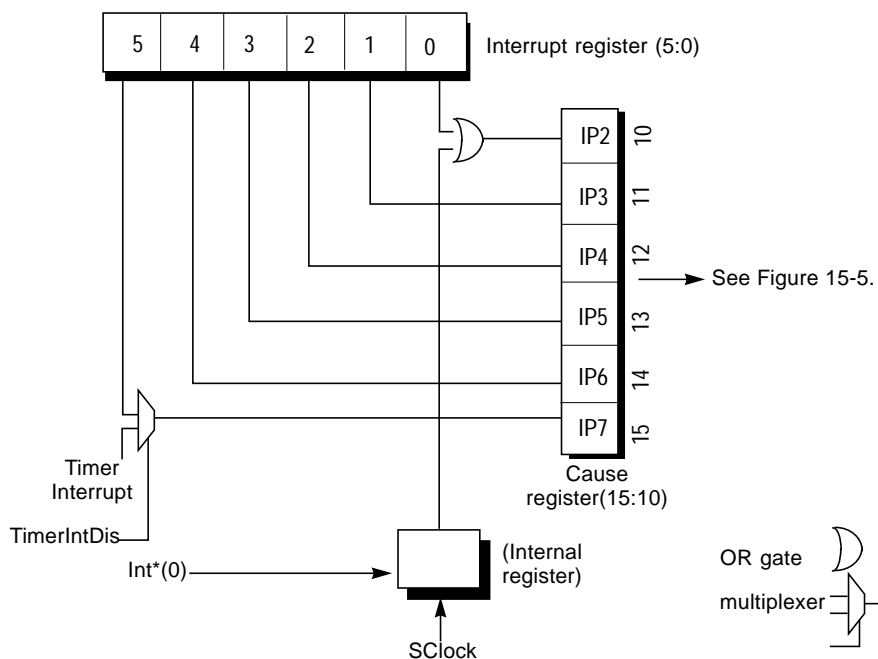 5 4 3 2 1 0
Interrupt register (5:0)
IP2 10
IP3 11
IP4 12
IP5 13
IP6 14
IP7 15
See Figure 15-5.
Timer
Interrupt
Cause
register(15:10)
TimerIntDis
Int*(0)
(Internal
register)
SClock
OR gate
multiplexer